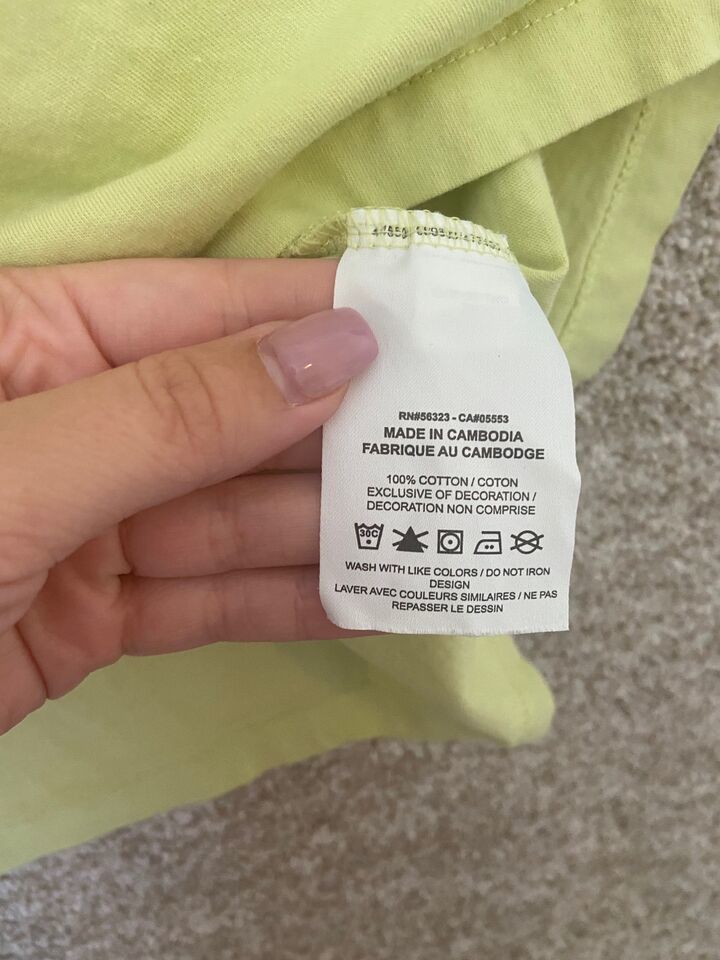 RN#56323 - CA#05553
MADE IN CAMBODIA
FABRIQUE AU CAMBODGE
100% COTTON / COTON
EXCLUSIVE OF DECORATION /
DECORATION NON COMPRISE
30C
WASH WITH LIKE COLORS / DO NOT IRON
DESIGN
LAVER AVEC COULEURS SIMILAIRES / NE PAS
REPASSER LE DESSIN